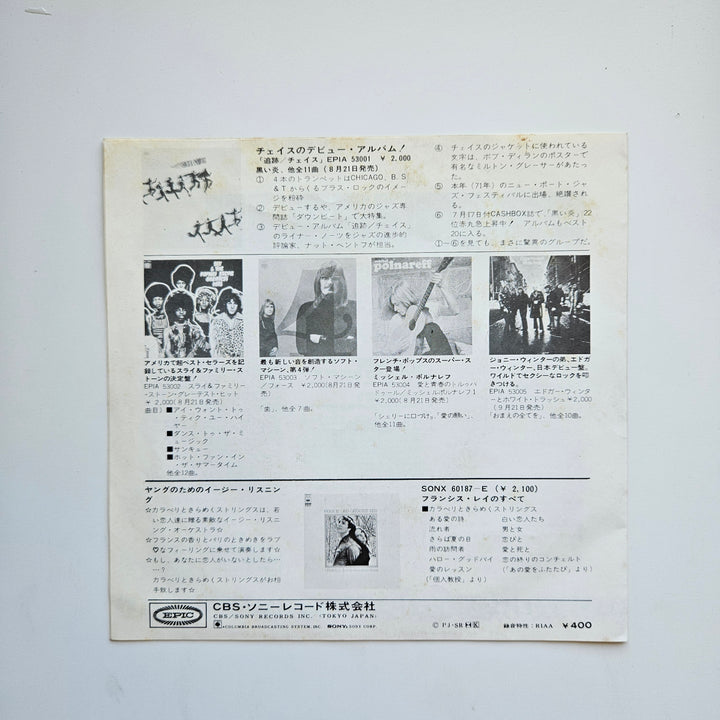 チェイスのデビュー・アルバム！
「追跡／チェイス」EPIA 53001 ￥2,000
黒い炎、他全11曲（8月21日発売）
① 4本のトランペットはCHICAGO、B.S
＆T からくるブラス・ロックのイメー
ジを粉砕
② デビューするや、アメリカのジャズ専
門誌「ダウンビート」で大特集。
③ デビュー・アルバム「追跡／チェイス」
のライナー・ノーツをジャズの進歩的
評論家、ナット・ヘントフが担当。
④ チェイスのジャケットに使われている
文字は、ボブ・ディランのポスターで
有名なミルトン・グレーサーがあたっ
た。
⑤ 本年（71年）のニュー・ポート・ジャ
ズ・フェスティバルに出場、絶讃され
る。
⑥ 7月17日付CASHBOX誌で「黒い炎」22
位赤丸急上昇中！ アルバムもベスト
20に入る。
①―⑥を見ても、まさに驚異のグループだ。
polnareff
アメリカで超ベスト・セラーズを記
録しているスライ＆ファミリー・ス
トーンの決定盤！
EPIA 53002 スライ＆ファミリ
ーストーン・グレーテスト・ヒット
￥2,000（8月21日発売）
曲目）■アイ・ウォント・トゥ
ティク・ユー・ハイ
ヤー
■ダンス・トゥ・ザ・ミ
ュージック
■サンキュー
■ホット・ファン・イン
・ザ・サマータイム
他全12曲。
最も新しい音を創造するソフト・マ
シーン、第4弾！
EPIA 53003 ソフト・マシーン
／フォース ￥2,000（8月21日発
売）
他全7曲。
フレンチ・ポップスのスーパー・ス
ター登場！
ミッシェル・ポルナレフ
EPIA 53004 愛と青春のトルゥバ
ドゥール／ミッシェルポルナレフ1
￥2,000（8月21日発売）
「シェリーに口づけ」「愛の願い」、
他全11曲。
ジョニー・ウィンターの弟、エドガ
ー・ウィンター、日本デビュー盤。
ワイルドでセクシーなロックを叩
きつける。
EPIA 53005 エドガー・ウィンタ
ーとホワイト・トラッシュ￥2,000
（9月21日発売）
「おまえの全てを」、他全10曲。
ヤングのためのイージー・リスニン
グ
☆カラベリときらめくストリングスは、若
い恋人達に贈る素敵なイージー・リスニ
ング・オーケストラ☆
☆フランスの香りとパリのときめきをラブ
♡なフィーリングに乗せて演奏します☆
☆もし、あなたに恋人がいないとしたら……
…？
カラベリときらめくストリングスがお相
手致します☆
SONX 60187―E（￥2,100）
フランシス・レイのすべて
■カラベリときらめくストリングス
ある愛の詩　白い恋人たち
流れ者　男と女
さらば夏の日　恋びと
雨の訪問者　愛と死と
ハロー・グッドバイ　恋の終りのコンチェルト
愛のレッスン　（「あの愛をふたたび」より）
（「個人教授」より）
EPIC
CBS・ソニーレコード株式会社
CBS/SONY RECORDS INC. (TOKYO JAPAN)
COLUMBIA BROADCASTING SYSTEM, INC. SONY, SONY CORP.
Ⓒ PJ・SR HK 録音特性：RIAA ￥400